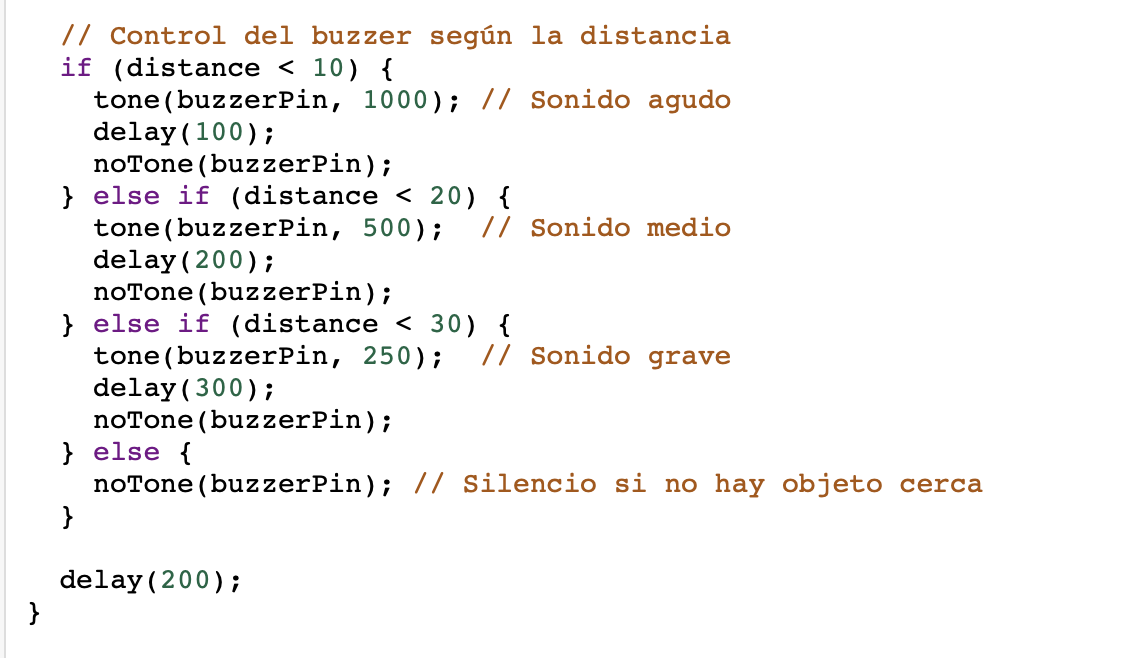 // Control del buzzer según la distancia
if (distance < 10) {
tone(buzzerPin, 1000); // Sonido agudo
delay(100);
noTone(buzzerPin);
} else if (distance < 20) {
tone(buzzerPin, 500);  // Sonido medio
delay(200);
noTone(buzzerPin);
} else if (distance < 30) {
tone(buzzerPin, 250);  // Sonido grave
delay(300);
noTone(buzzerPin);
} else {
noTone(buzzerPin); // Silencio si no hay objeto cerca
}
delay(200);
}